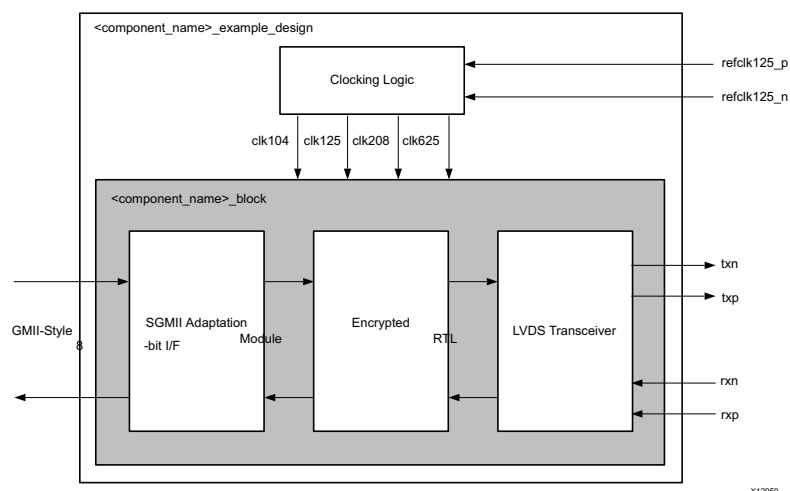 <component_name>_example_design
Clocking Logic
refclk125_p
refclk125_n
clk104
clk125
clk208
clk625
<component_name>_block
SGMII Adaptation
Module
Encrypted
RTL
LVDS Transceiver
GMII-Style
8
-bit I/F
txn
txp
rxn
rxp
X12959